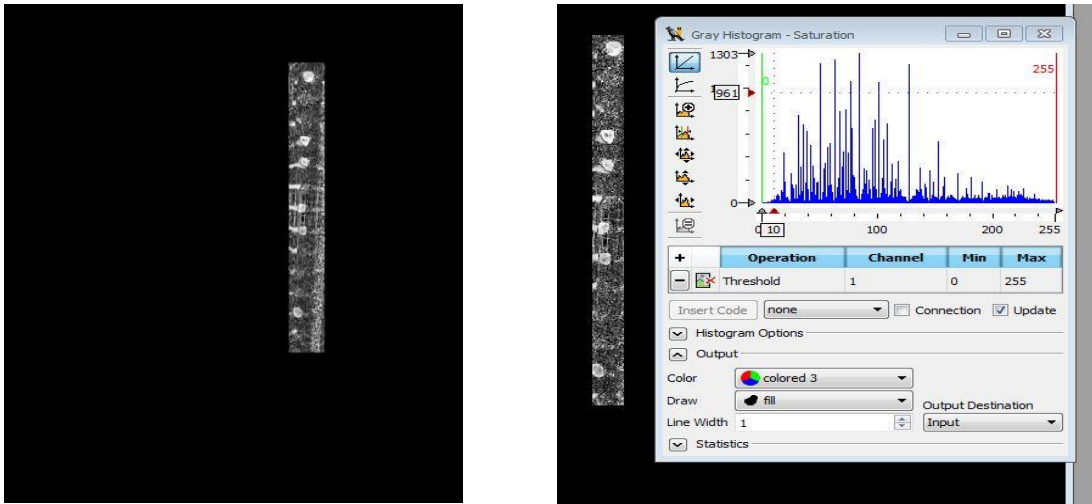 Gray Histogram - Saturation
1303
255
0
961
0
0 10 100 200 255
+ Operation Channel Min Max
Threshold 1 0 255
Insert Code none Connection Update
Histogram Options
Output
Color colored 3
Draw fill Output Destination
Line Width 1 Input
Statistics